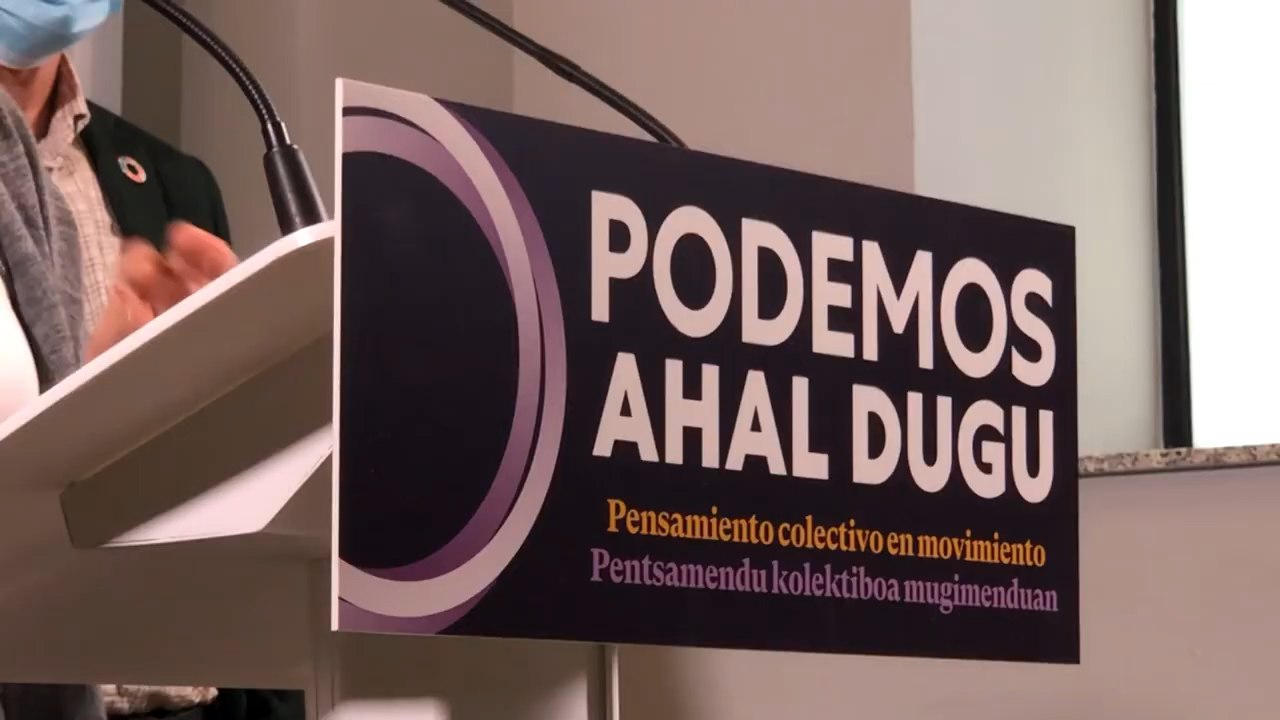 PODEMOS
AHAL DUGU
Pensamiento colectivo en movimiento
Pentsamendu kolektiboa mugimenduan